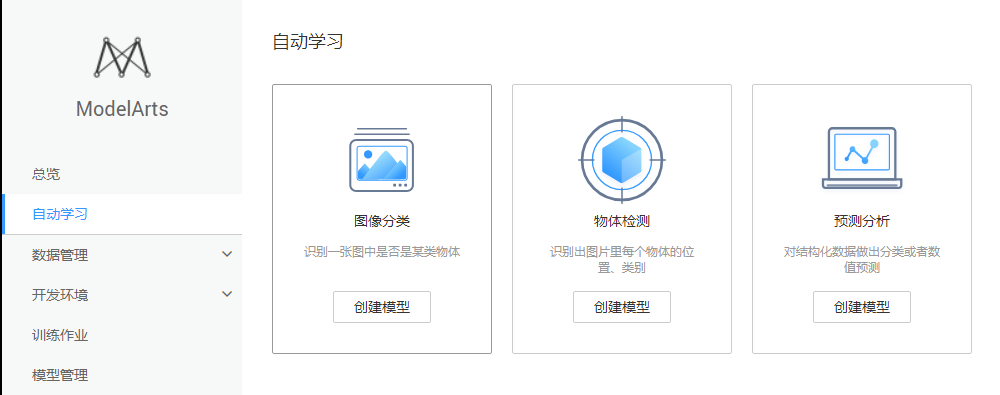 ModelArts
总览
自动学习
数据管理
开发环境
训练作业
模型管理
自动学习
图像分类
识别一张图中是否是某类物体
创建模型
物体检测
识别出图片里每个物体的位
置、类别
创建模型
预测分析
对结构化数据做出分类或者数
值预测
创建模型